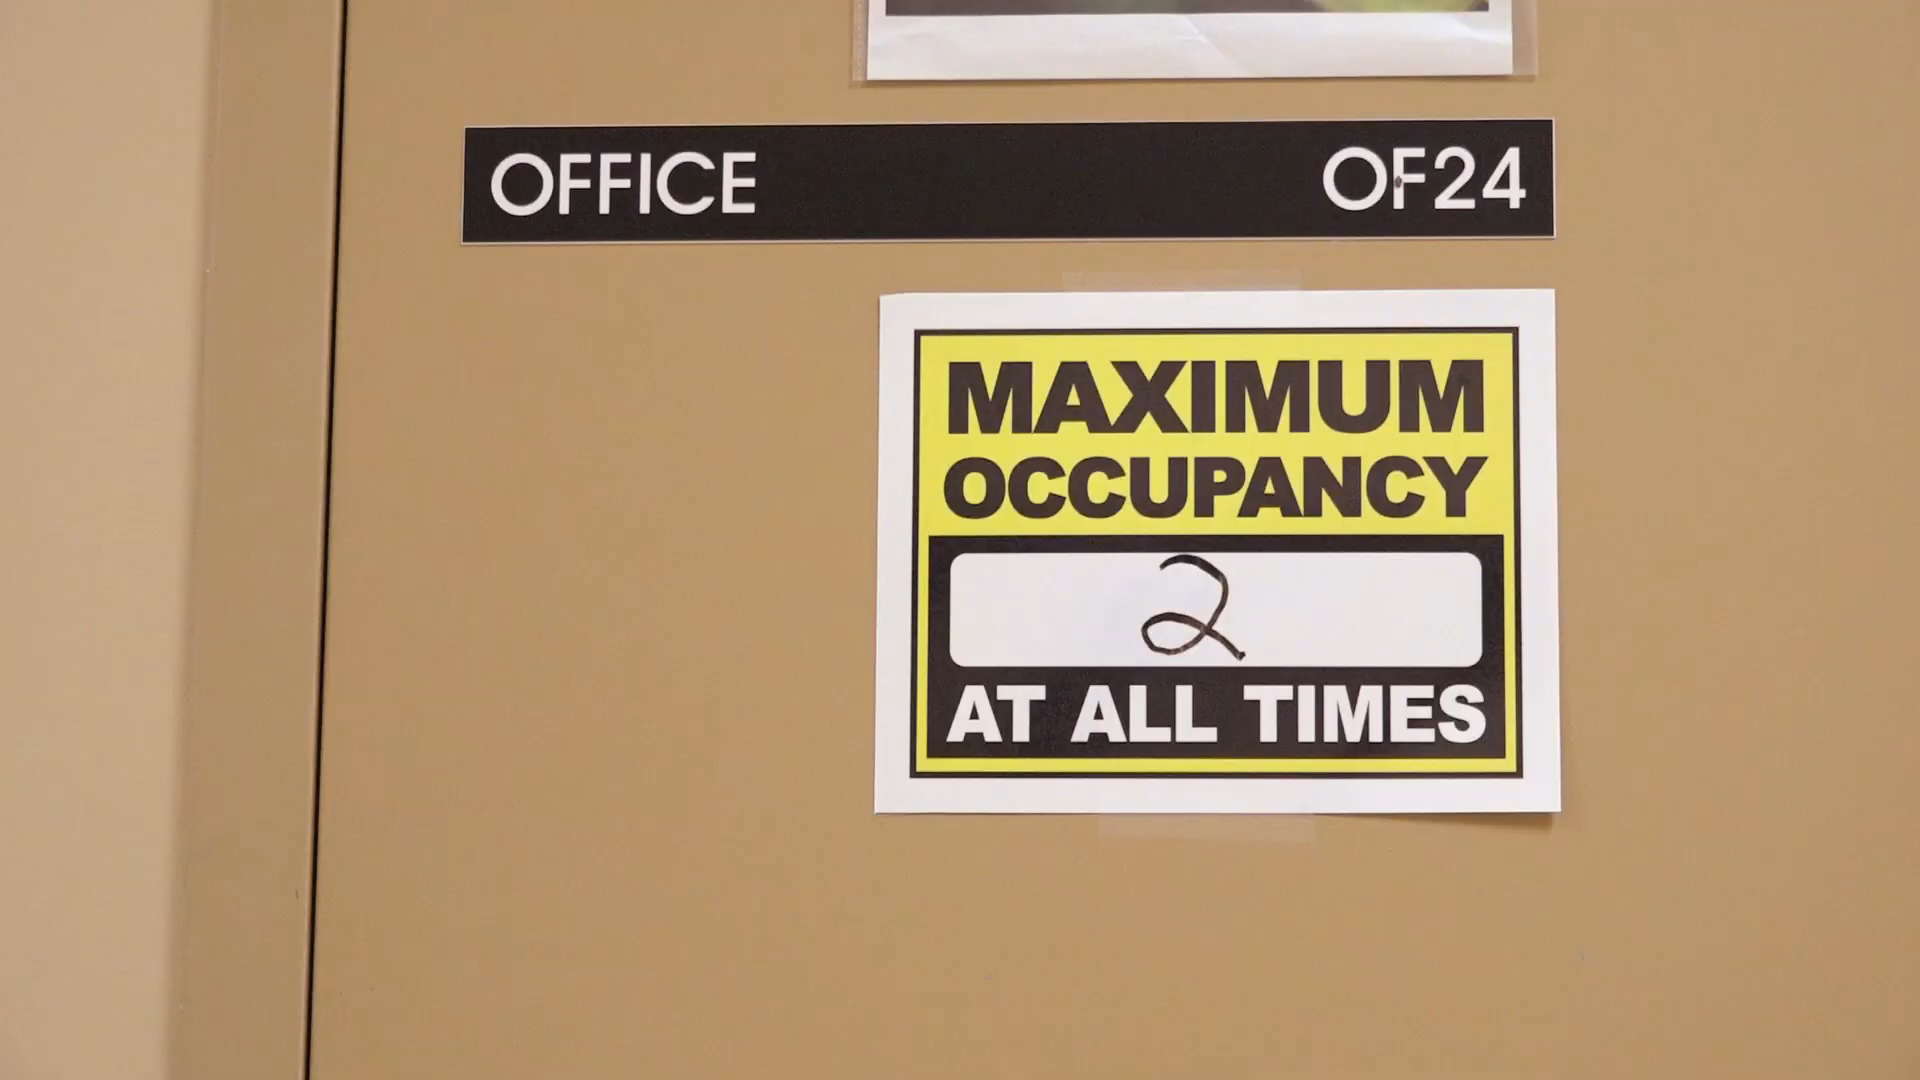 OFFICE OF24
MAXIMUM
OCCUPANCY
2
AT ALL TIMES